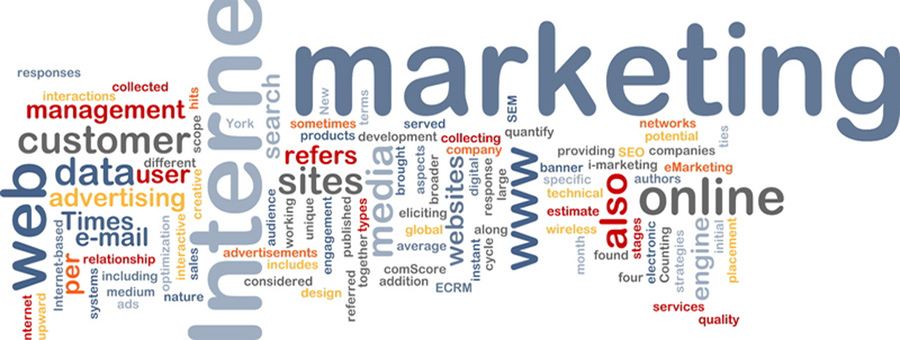 marketing
Interne
responses
collected
interactions
hits
management
scope
York
search
New
terms
SEM
customer
sometimes
served
networks
products
development
collecting
quantify
potential
ties
different
refers
company
providing
SEO
companies
data
user
creative
sites
media
brought
aspects
broader
websites
digital
response
large
www
banner
i-marketing
eMarketing
specific
authors
web
advertising
technical
also
online
Times
e-mail
optimization
interactive
sales
audience
working
unique
engagement
published
types
eliciting
global
average
along
cycle
instant
estimate
wireless
month
found
stages
electronic
Counting
strategies
engine
initial
placement
Internet-based
per
relationship
advertisements
includes
together
systems
including
medium
ads
nature
considered
design
referred
comScore
addition
ECRM
four
services
quality
nternet
upward